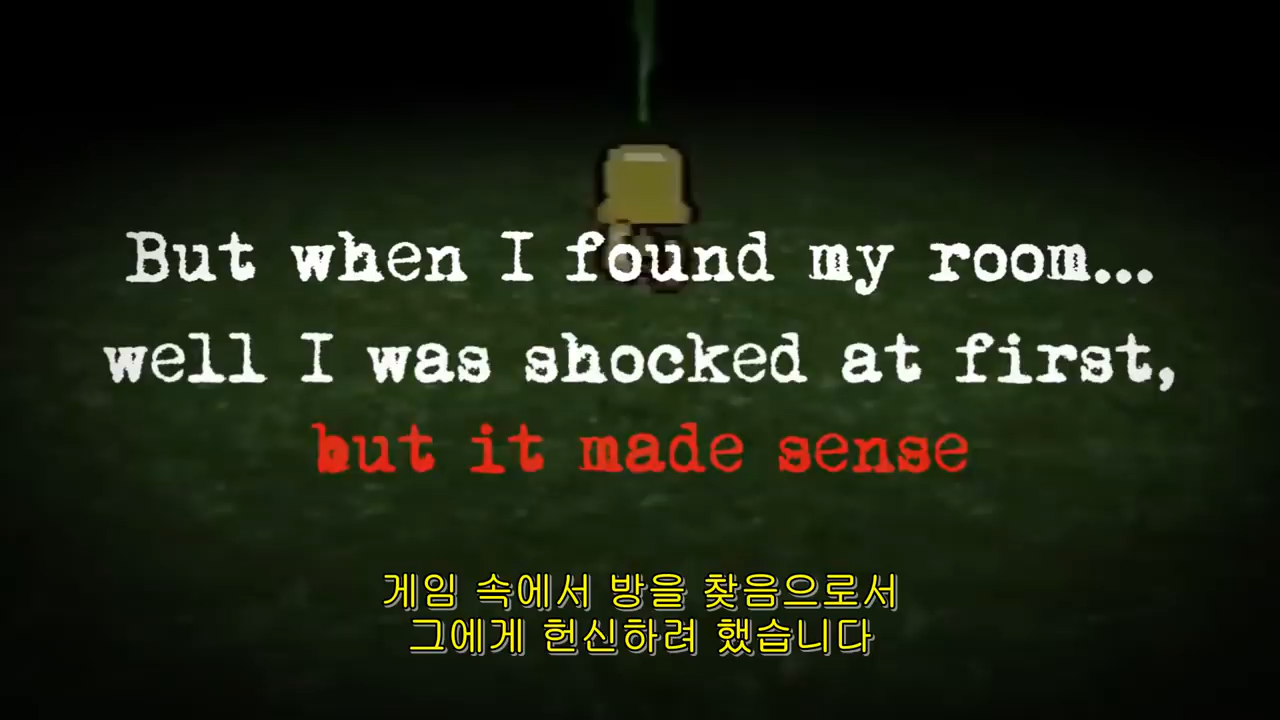 But when I found my room...
well I was shocked at first,
but it made sense
게임 속에서 방을 찾음으로서
그에게 헌신하려 했습니다